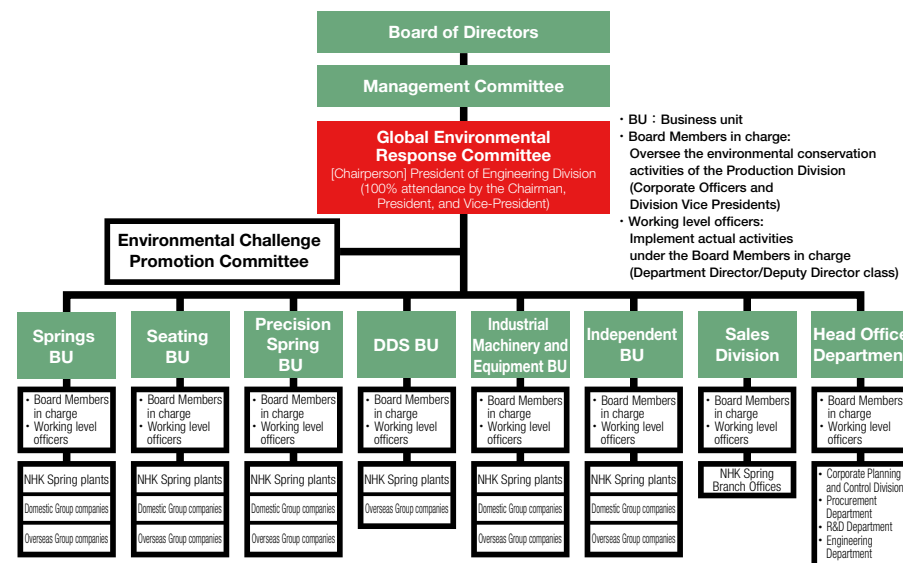 Board of Directors
Management Committee
Global Environmental
Response Committee
[Chairperson] President of Engineering Division
(100% attendance by the Chairman,
President, and Vice-President)
・BU：Business unit
・Board Members in charge:
Oversee the environmental conservation
activities of the Production Division
(Corporate Officers and
Division Vice Presidents)
・Working level officers:
Implement actual activities
under the Board Members in charge
(Department Director/Deputy Director class)
Environmental Challenge
Promotion Committee
Springs
BU
・Board Members
in charge
・Working level
officers
NHK Spring plants
Domestic Group companies
Overseas Group companies
Seating
BU
・Board Members
in charge
・Working level
officers
NHK Spring plants
Domestic Group companies
Overseas Group companies
Precision
Spring
BU
・Board Members
in charge
・Working level
officers
NHK Spring plants
Domestic Group companies
Overseas Group companies
DDS BU
・Board Members
in charge
・Working level
officers
NHK Spring plants
Overseas Group companies
Industrial
Machinery and
Equipment BU
・Board Members
in charge
・Working level
officers
NHK Spring plants
Domestic Group companies
Overseas Group companies
Independent
BU
・Board Members
in charge
・Working level
officers
NHK Spring plants
Domestic Group companies
Overseas Group companies
Sales
Division
・Board Members
in charge
・Working level
officers
NHK Spring
Branch Offices
Head Office
Department
・Board Members
in charge
・Working level
officers
・Corporate Planning
and Control Division
・Procurement
Department
・R&D Department
・Engineering
Department